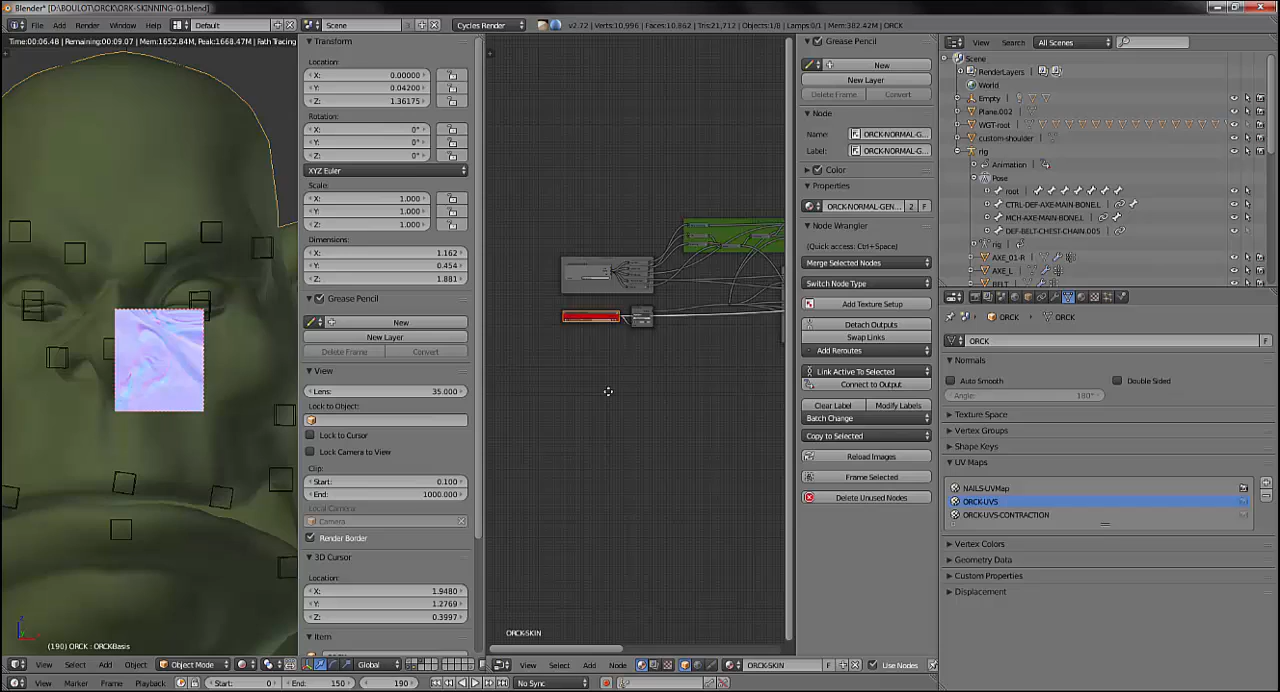 Blender* [D:\BOULOT\ORCK\ORK-SKINNING-01.blend]
File Add Render Window Help Default Scene 3 Cycles Render v2.72 | Verts:10,996 | Faces:10,862 | Tris:21,712 | Objects:1/8 | Lamps:0/1 | Mem:382.42M | ORCK
Time:00:06.48 | Remaining:00:09.07 | Mem:1652.84M, Peak:1668.47M | Path Tracing
Transform
Location:
X: 0.00000
Y: 0.04200
Z: 1.36175
Rotation:
X: 0°
Y: 0°
Z: 0°
XYZ Euler
Scale:
X: 1.000
Y: 1.000
Z: 1.000
Dimensions:
X: 1.162
Y: 0.454
Z: 1.881
Grease Pencil
New
New Layer
Delete Frame Convert
View
Lens: 35.000
Lock to Object:
Lock to Cursor
Lock Camera to View
Clip:
Start: 0.100
End: 1000.000
Local Camera:
Camera
Render Border
3D Cursor
Location:
X: 1.9480
Y: 1.2769
Z: 0.3997
Item
(190) ORCK : ORCKBasis
View Select Add Object Object Mode Global
ORCK-SKIN
View Select Add Node ORCK-SKIN F Use Nodes
Grease Pencil
New
New Layer
Delete Frame Convert
Node
Name: ORCK-NORMAL-G...
Label: ORCK-NORMAL-G...
Color
Properties
ORCK-NORMAL-GEN... 2 F
Node Wrangler
(Quick access: Ctrl+Space)
Merge Selected Nodes
Switch Node Type
Add Texture Setup
Detach Outputs
Swap Links
Add Reroutes
Link Active To Selected
Connect to Output
Clear Label Modify Labels
Batch Change
Copy to Selected
Reload Images
Frame Selected
Delete Unused Nodes
View Search All Scenes
Scene
RenderLayers
World
Empty
Plane.002
WGT-root
custom-shoulder
rig
Animation
Pose
root
CTRL-DEF-AXE-MAIN-BONE.L
MCH-AXE-MAIN-BONE.L
DEF-BELT-CHEST-CHAIN.005
rig
AXE_01-R
AXE_L
BELT
ORCK ORCK
ORCK F
Normals
Auto Smooth Double Sided
Angle: 180°
Texture Space
Vertex Groups
Shape Keys
UV Maps
NAILS-UVMap
ORCK-UVS
ORCK-UVS-CONTRACTION
Vertex Colors
Geometry Data
Custom Properties
Displacement
View Marker Frame Playback Start: 0 End: 150 190 No Sync